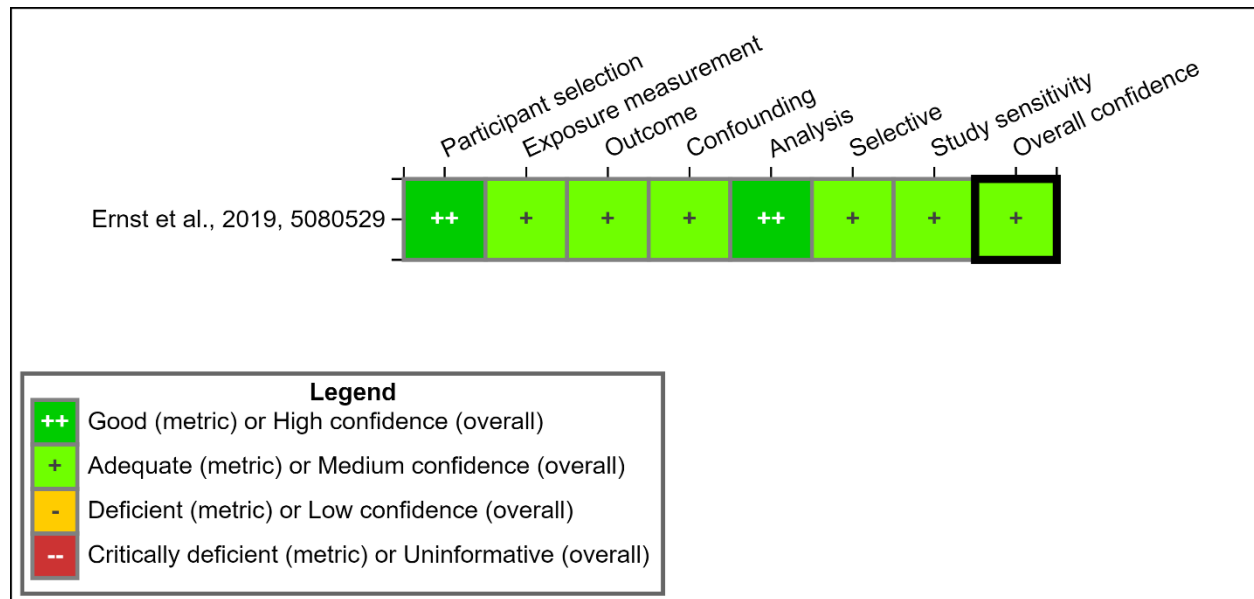 Participant selection
Exposure measurement
Outcome
Confounding
Analysis
Selective
Study sensitivity
Overall confidence
Ernst et al., 2019, 5080529 ++ + + + ++ + + +
Legend
++ Good (metric) or High confidence (overall)
+ Adequate (metric) or Medium confidence (overall)
- Deficient (metric) or Low confidence (overall)
-- Critically deficient (metric) or Uninformative (overall)